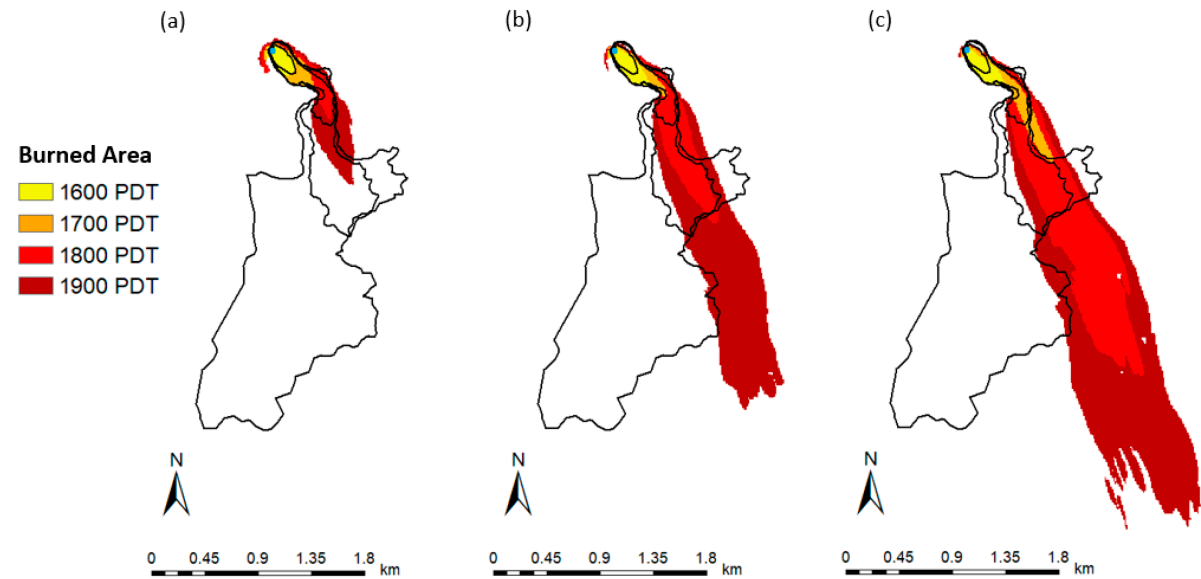 (a)
(b)
(c)
Burned Area
1600 PDT
1700 PDT
1800 PDT
1900 PDT
N
N
N
0 0.45 0.9 1.35 1.8 km
0 0.45 0.9 1.35 1.8 km
0 0.45 0.9 1.35 1.8 km